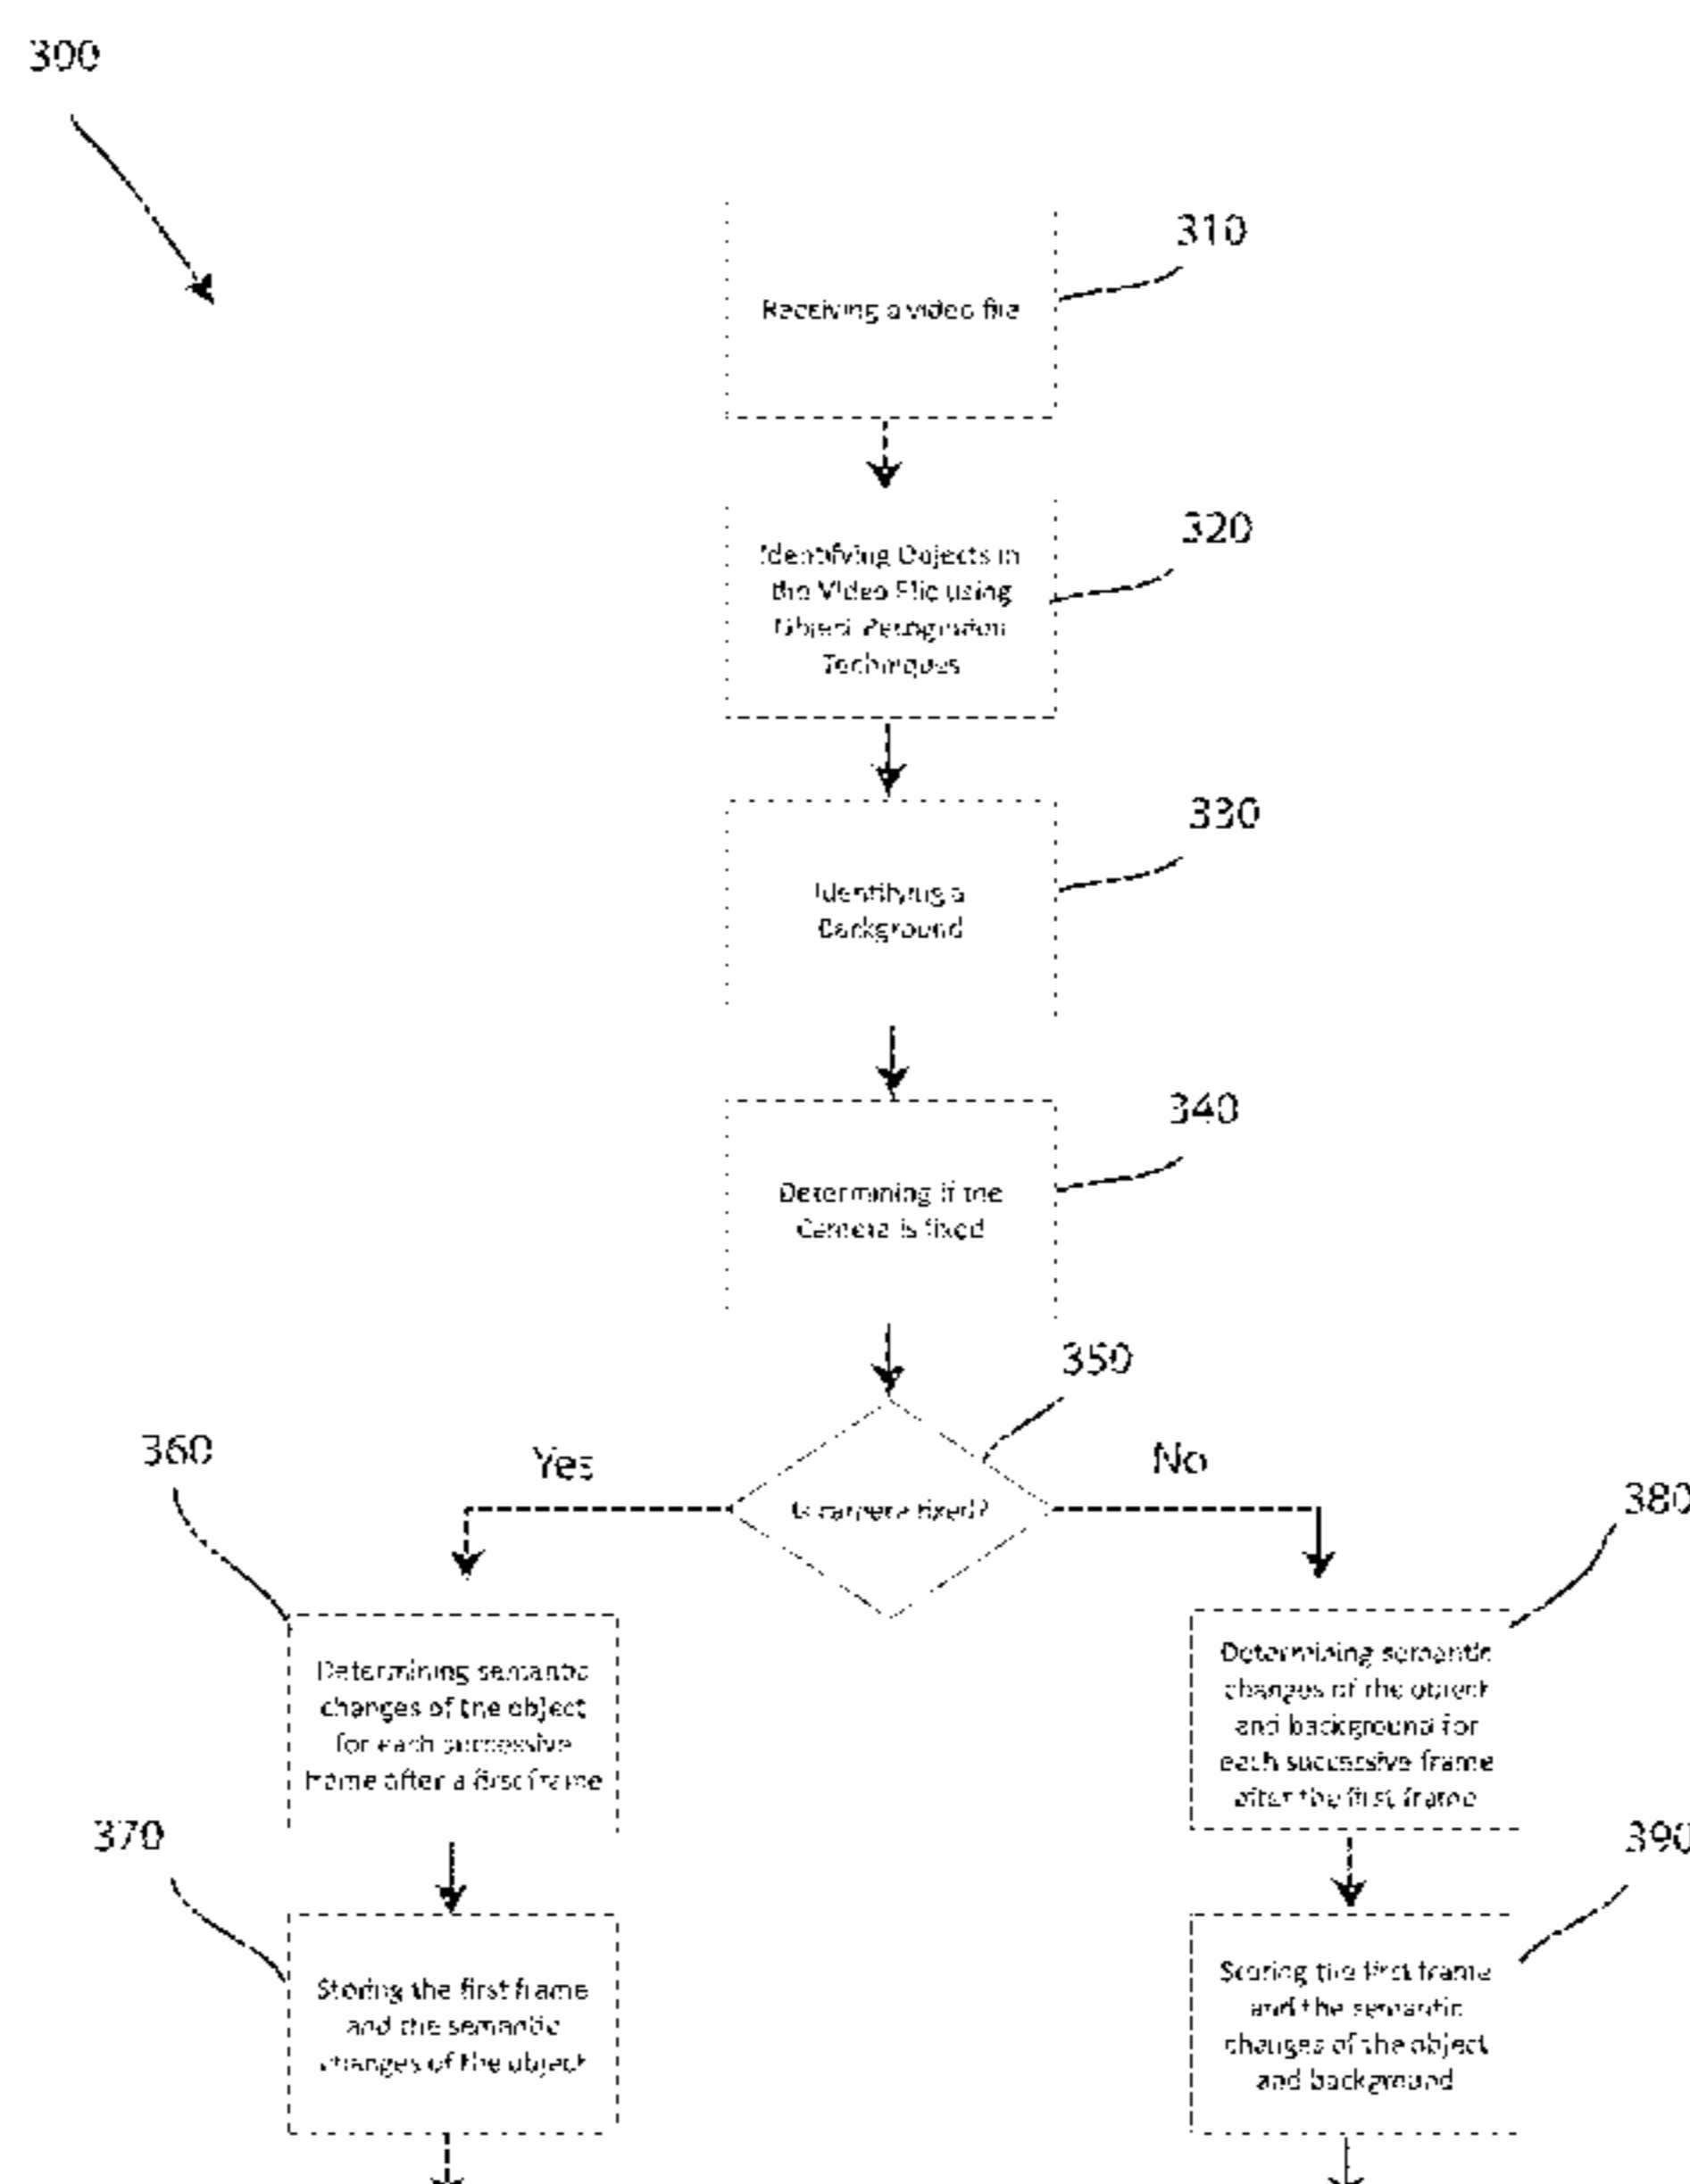 300
310
Receiving a video file
320
Identifying Objects in
the Video File using
Object Recognition
Techniques
330
Identifying a
Background
340
Determining if the
Camera is fixed
350
360
Yes
No
Is camera fixed?
380
Determining semantic
changes of the object
for each successive
frame after a first frame
Determining semantic
changes of the object
and background for
each successive frame
after the first frame
370
390
Storing the first frame
and the semantic
changes of the object
Storing the first frame
and the semantic
changes of the object
and background